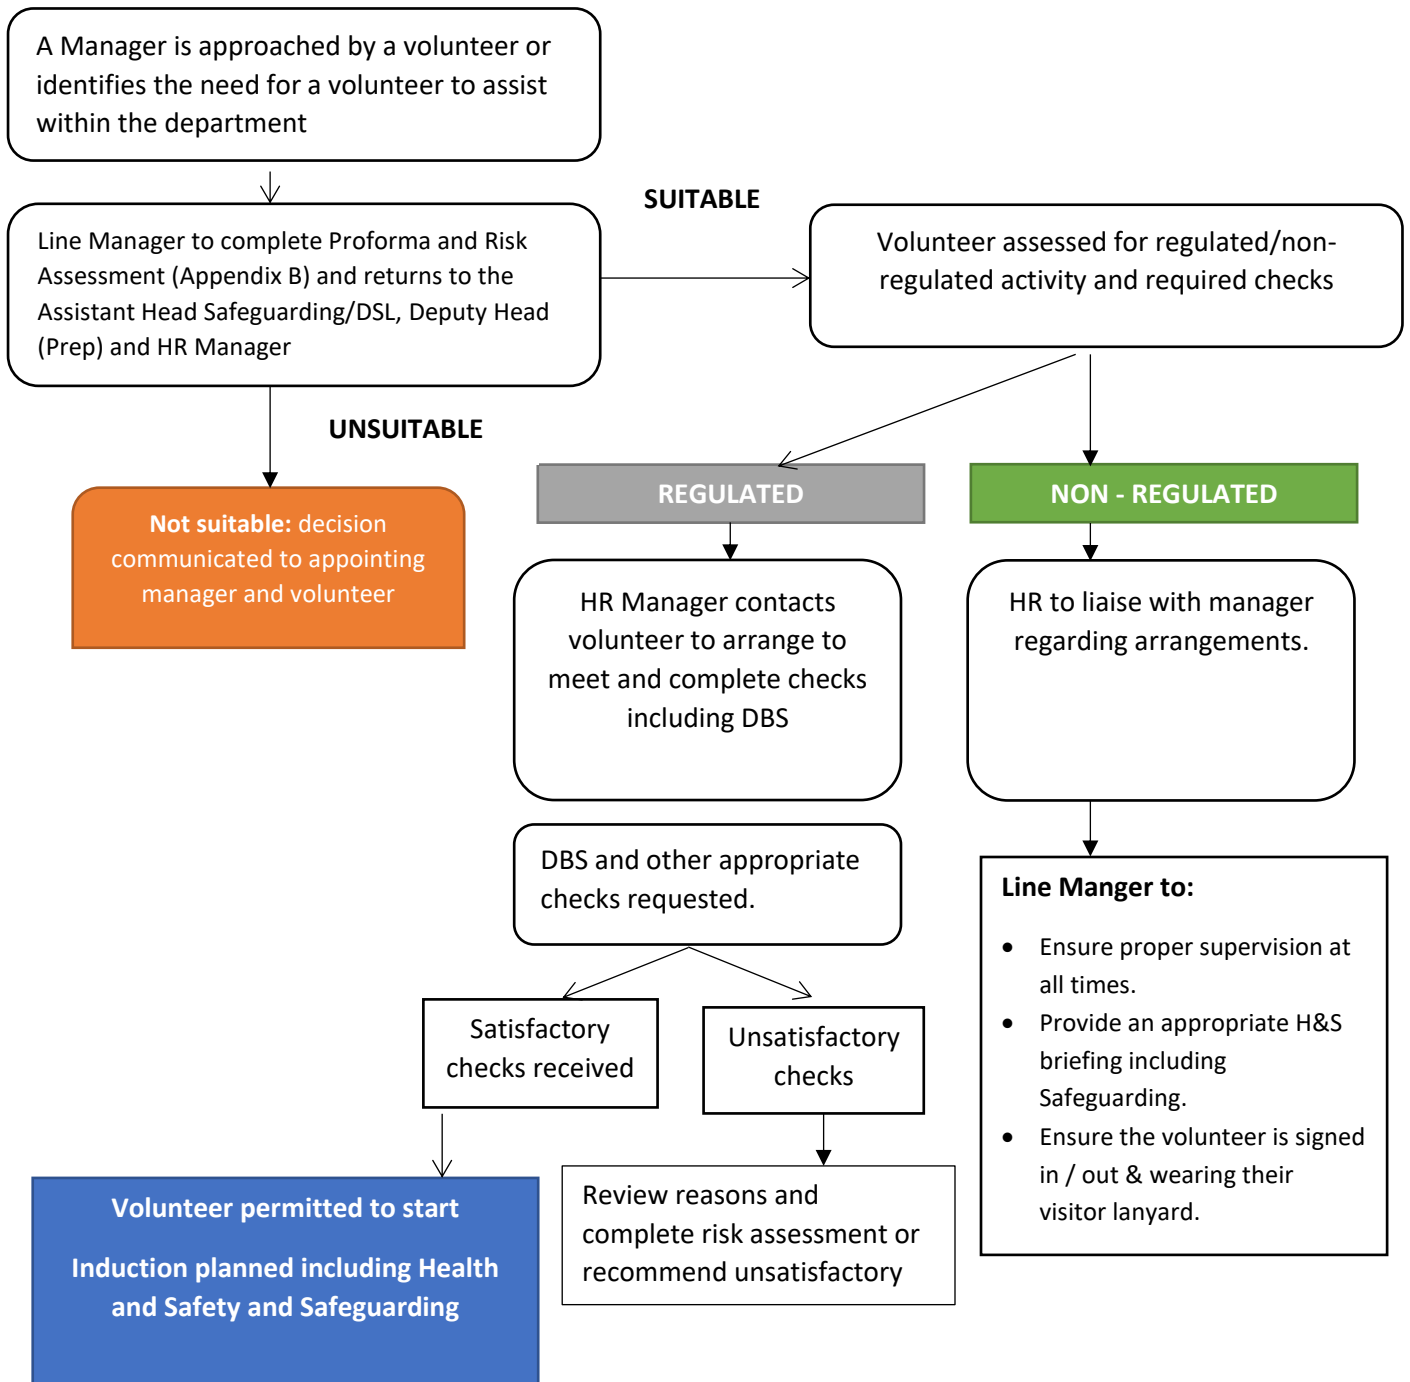 A Manager is approached by a volunteer or
identifies the need for a volunteer to assist
within the department
SUITABLE
Line Manager to complete Proforma and Risk
Assessment (Appendix B) and returns to the
Assistant Head Safeguarding/DSL, Deputy Head
(Prep) and HR Manager
Volunteer assessed for regulated/non-
regulated activity and required checks
UNSUITABLE
Not suitable: decision
communicated to appointing
manager and volunteer
REGULATED
NON - REGULATED
HR Manager contacts
volunteer to arrange to
meet and complete checks
including DBS
HR to liaise with manager
regarding arrangements.
DBS and other appropriate
checks requested.
Line Manger to:
• Ensure proper supervision at
all times.
• Provide an appropriate H&S
briefing including
Safeguarding.
• Ensure the volunteer is signed
in / out & wearing their
visitor lanyard.
Satisfactory
checks received
Unsatisfactory
checks
Volunteer permitted to start
Induction planned including Health
and Safety and Safeguarding
Review reasons and
complete risk assessment or
recommend unsatisfactory